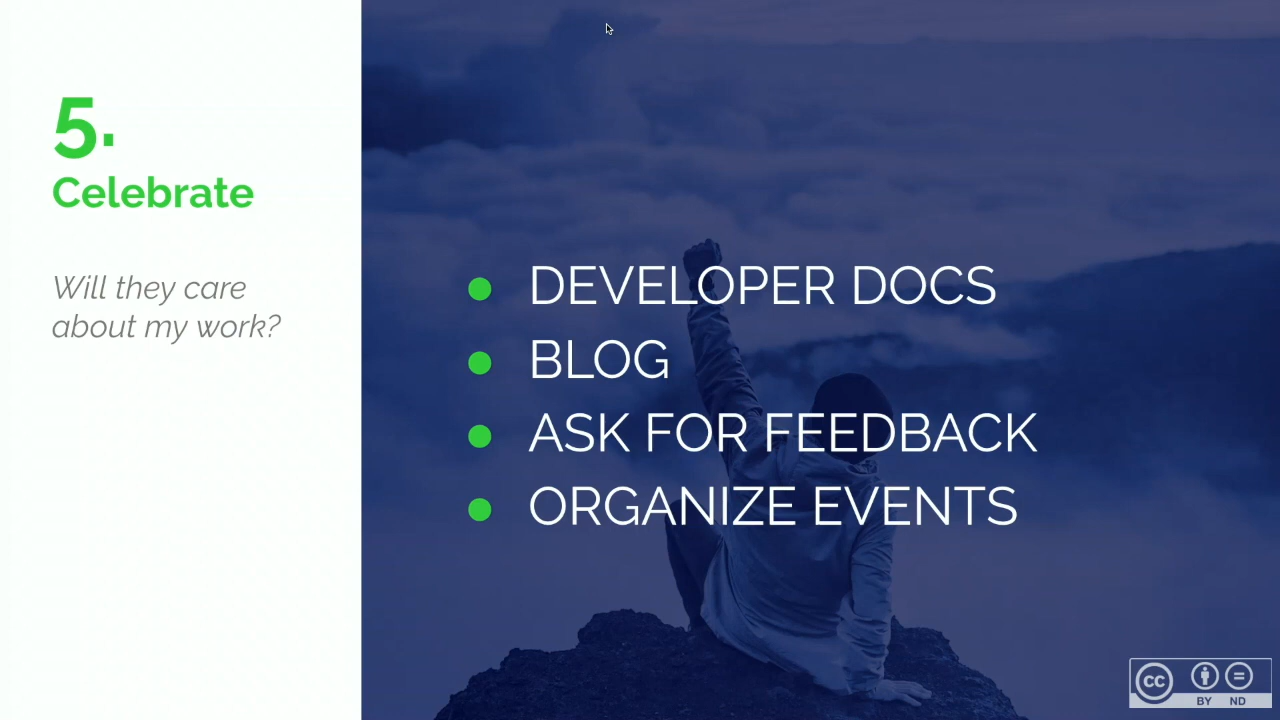 5.
Celebrate
Will they care
about my work?
DEVELOPER DOCS
BLOG
ASK FOR FEEDBACK
ORGANIZE EVENTS
cc
BY ND